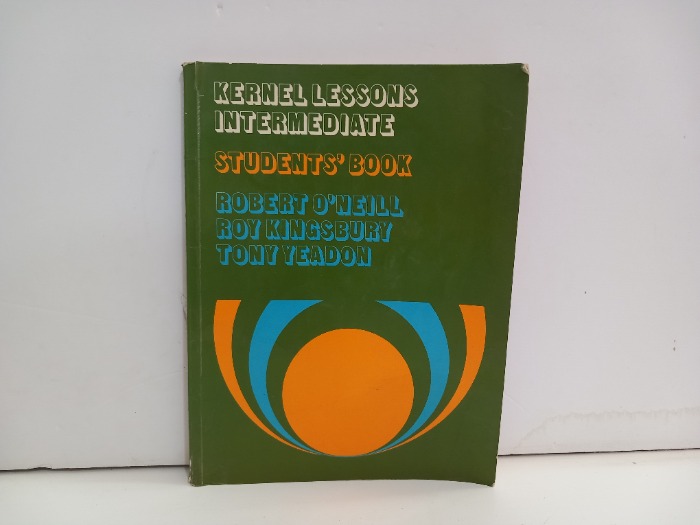 KERNEL LESSONS
INTERMEDIATE
STUDENTS' BOOK
ROBERT O'NEILL
ROY KINGSBURY
TONY YEADON